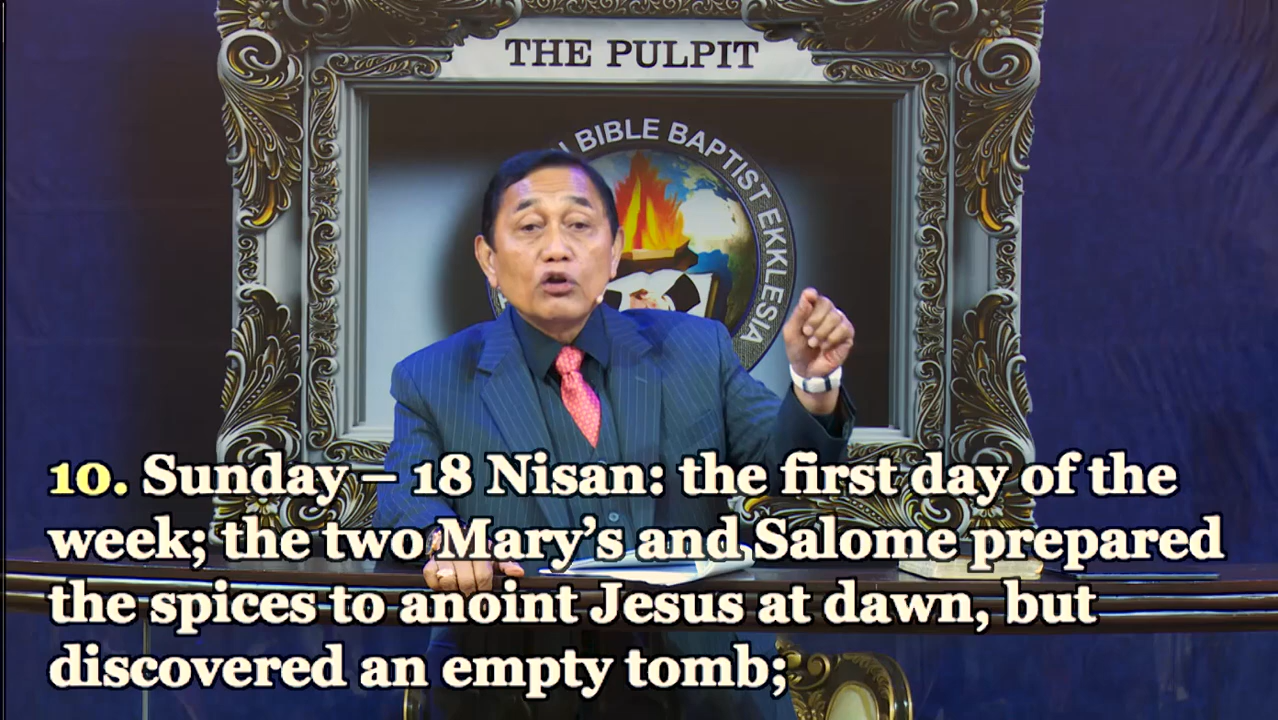 THE PULPIT
BIBLE BAPTIST EKKLESIA
10. Sunday – 18 Nisan: the first day of the
week; the two Mary's and Salome prepared
the spices to anoint Jesus at dawn, but
discovered an empty tomb;